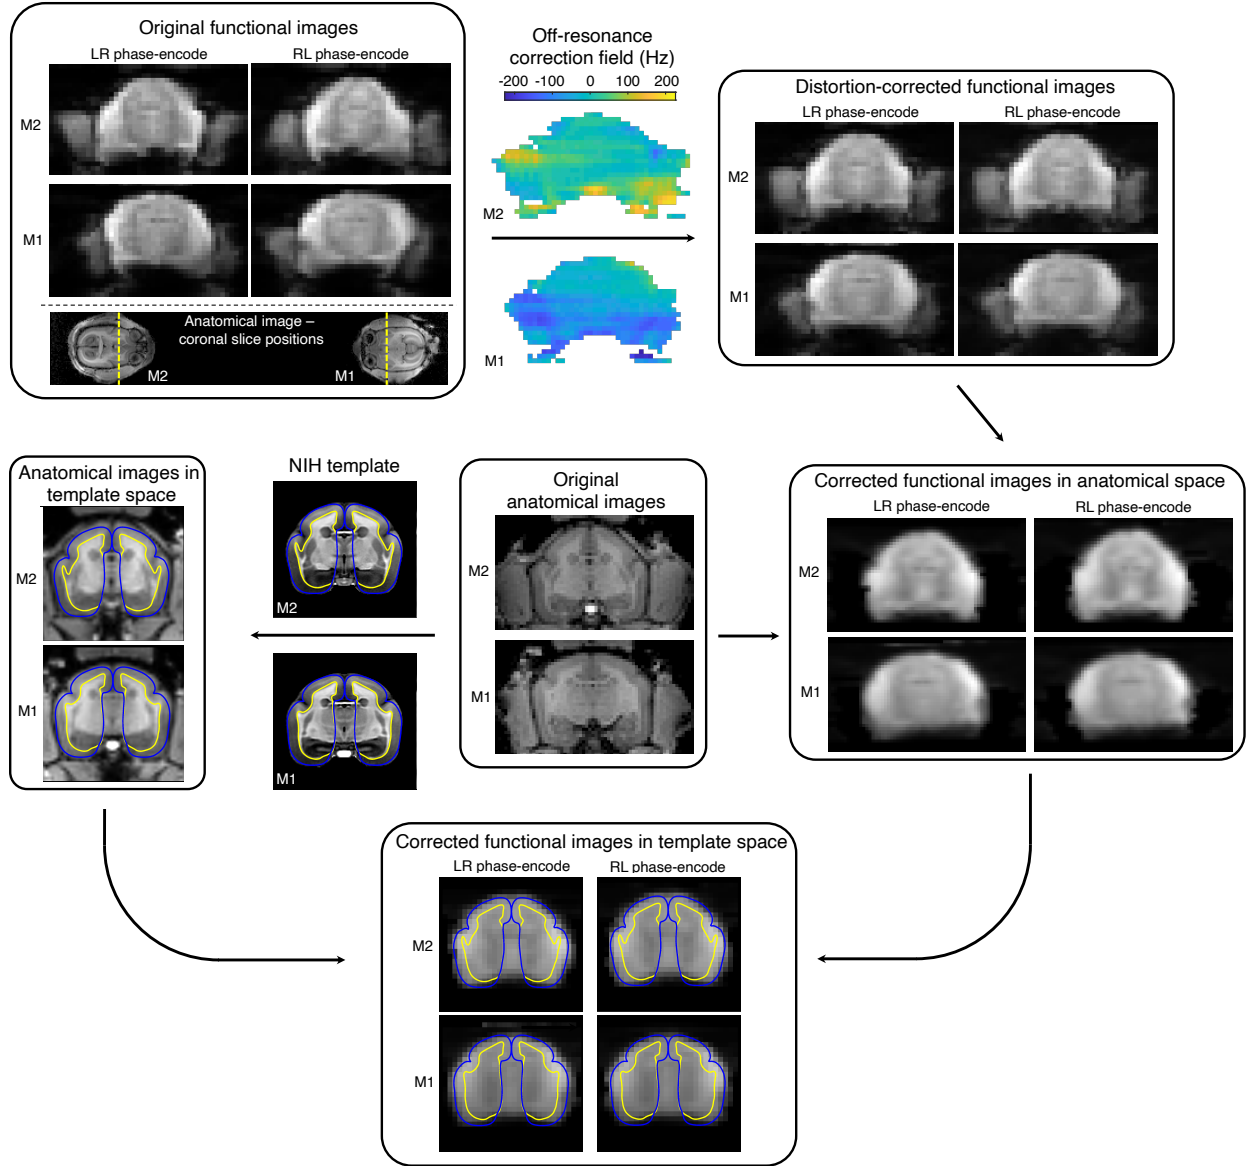 Original functional images
LR phase-encode
RL phase-encode
M2
M1
Anatomical image –
coronal slice positions
M2
M1
Off-resonance
correction field (Hz)
-200 -100 0 100 200
M2
M1
Distortion-corrected functional images
LR phase-encode
RL phase-encode
M2
M1
Anatomical images in
template space
M2
M1
NIH template
M2
M1
Original
anatomical images
M2
M1
Corrected functional images in anatomical space
LR phase-encode
RL phase-encode
M2
M1
Corrected functional images in template space
LR phase-encode
RL phase-encode
M2
M1